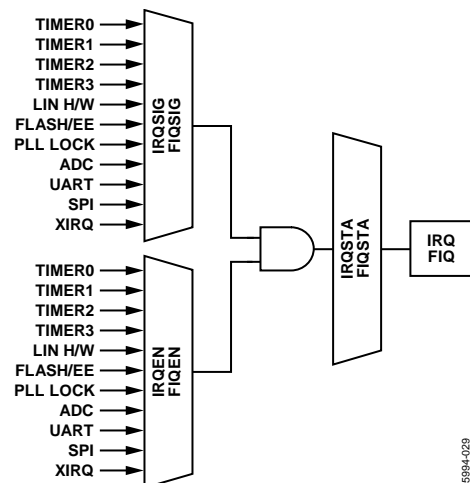 TIMER0
TIMER1
TIMER2
TIMER3
LIN H/W
FLASH/EE
PLL LOCK
ADC
UART
SPI
XIRQ
IRQSIG
FIQSIG
TIMER0
TIMER1
TIMER2
TIMER3
LIN H/W
FLASH/EE
PLL LOCK
ADC
UART
SPI
XIRQ
IRQEN
FIQEN
IRQSTA
FIQSTA
IRQ
FIQ
5994-029